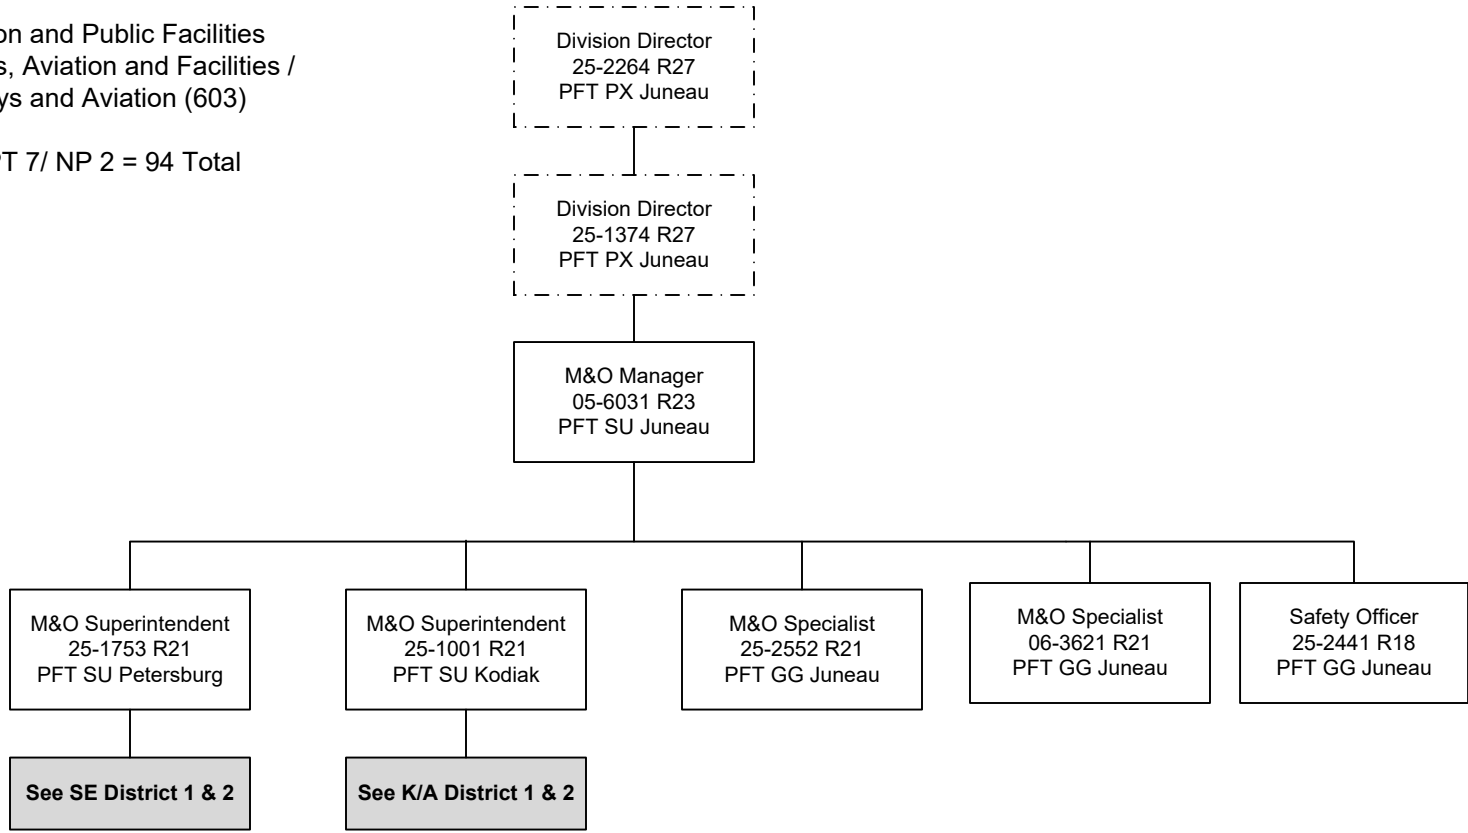 on and Public Facilities
s, Aviation and Facilities /
ys and Aviation (603)
PT 7/ NP 2 = 94 Total
Division Director
25-2264 R27
PFT PX Juneau
Division Director
25-1374 R27
PFT PX Juneau
M&O Manager
05-6031 R23
PFT SU Juneau
M&O Superintendent
25-1753 R21
PFT SU Petersburg
M&O Superintendent
25-1001 R21
PFT SU Kodiak
M&O Specialist
25-2552 R21
PFT GG Juneau
M&O Specialist
06-3621 R21
PFT GG Juneau
Safety Officer
25-2441 R18
PFT GG Juneau
See SE District 1 & 2
See K/A District 1 & 2